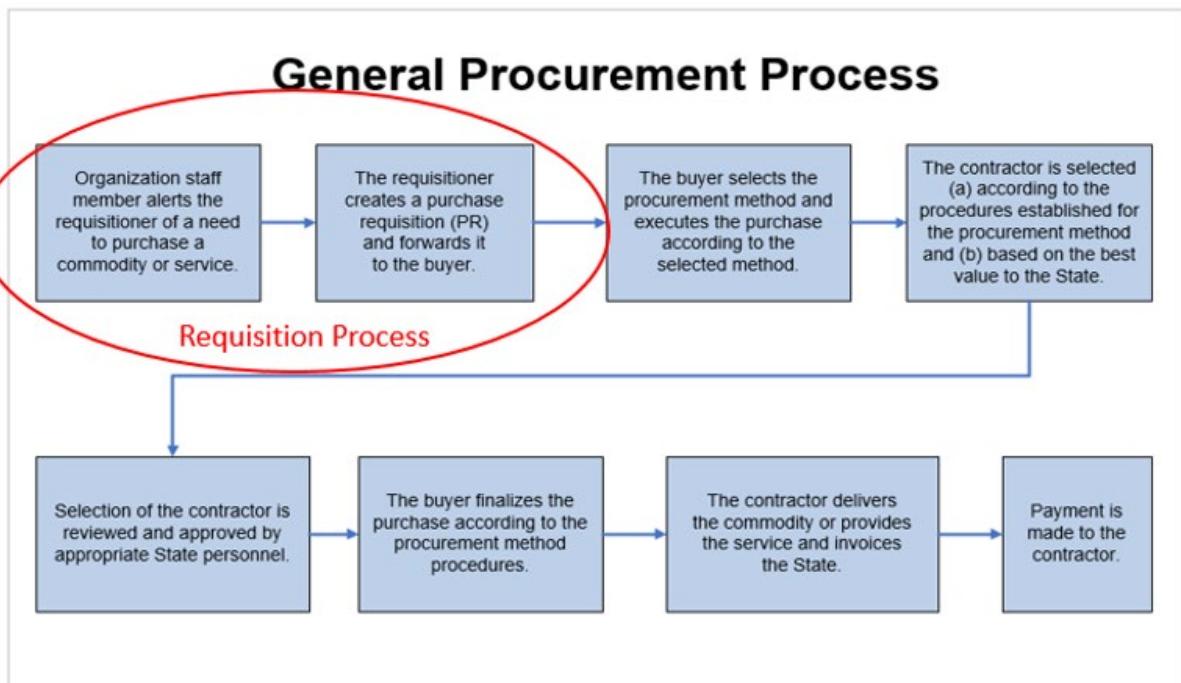 General Procurement Process
Organization staff
member alerts the
requisitioner of a need
to purchase a
commodity or service.
The requisitioner
creates a purchase
requisition (PR)
and forwards it
to the buyer.
The buyer selects the
procurement method and
executes the purchase
according to the
selected method.
The contractor is selected
(a) according to the
procedures established for
the procurement method
and (b) based on the best
value to the State.
Requisition Process
Selection of the contractor is
reviewed and approved by
appropriate State personnel.
The buyer finalizes the
purchase according to the
procurement method
procedures.
The contractor delivers
the commodity or provides
the service and invoices
the State.
Payment is
made to the
contractor.